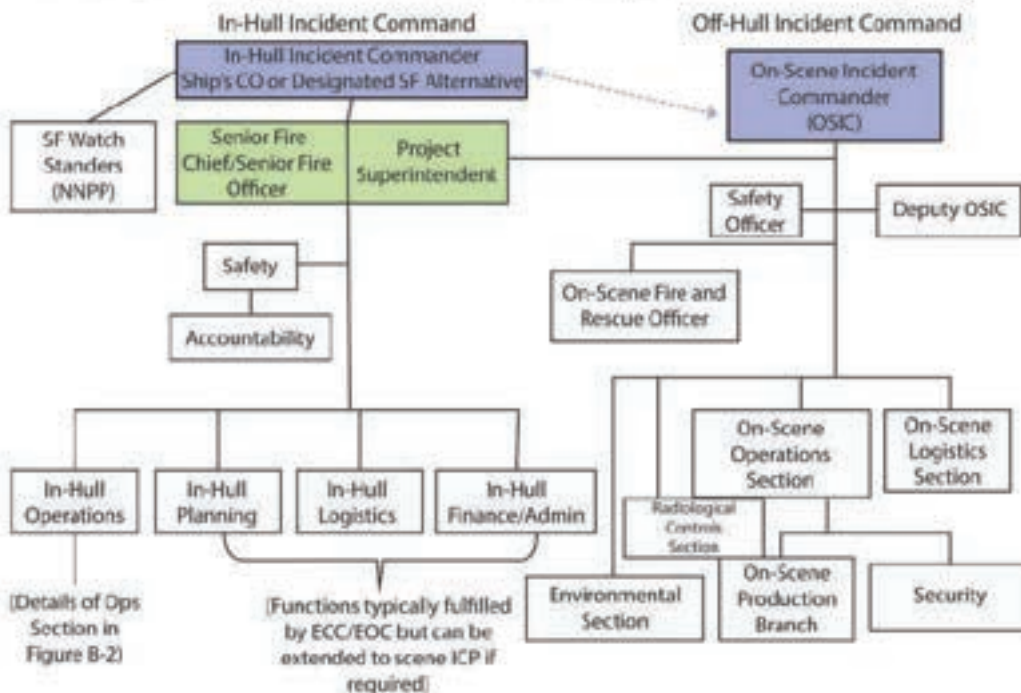 In-Hull Incident Command
In-Hull Incident Commander
Ship's CO or Designated SF Alternative
SF Watch
Standers
(NNPP)
Senior Fire
Chief/Senior Fire
Officer
Project
Superintendent
Safety
Accountability
In-Hull
Operations
In-Hull
Planning
In-Hull
Logistics
In-Hull
Finance/Admin
(Details of Ops
Section in
Figure B-2)
[Functions typically fulfilled
by ECC/EOC but can be
extended to scene ICP if
required]
Off-Hull Incident Command
On-Scene Incident
Commander
(OSIC)
Safety
Officer
Deputy OSIC
On-Scene Fire and
Rescue Officer
On-Scene
Operations
Section
On-Scene
Logistics
Section
Radiological
Controls
Section
Environmental
Section
On-Scene
Production
Branch
Security